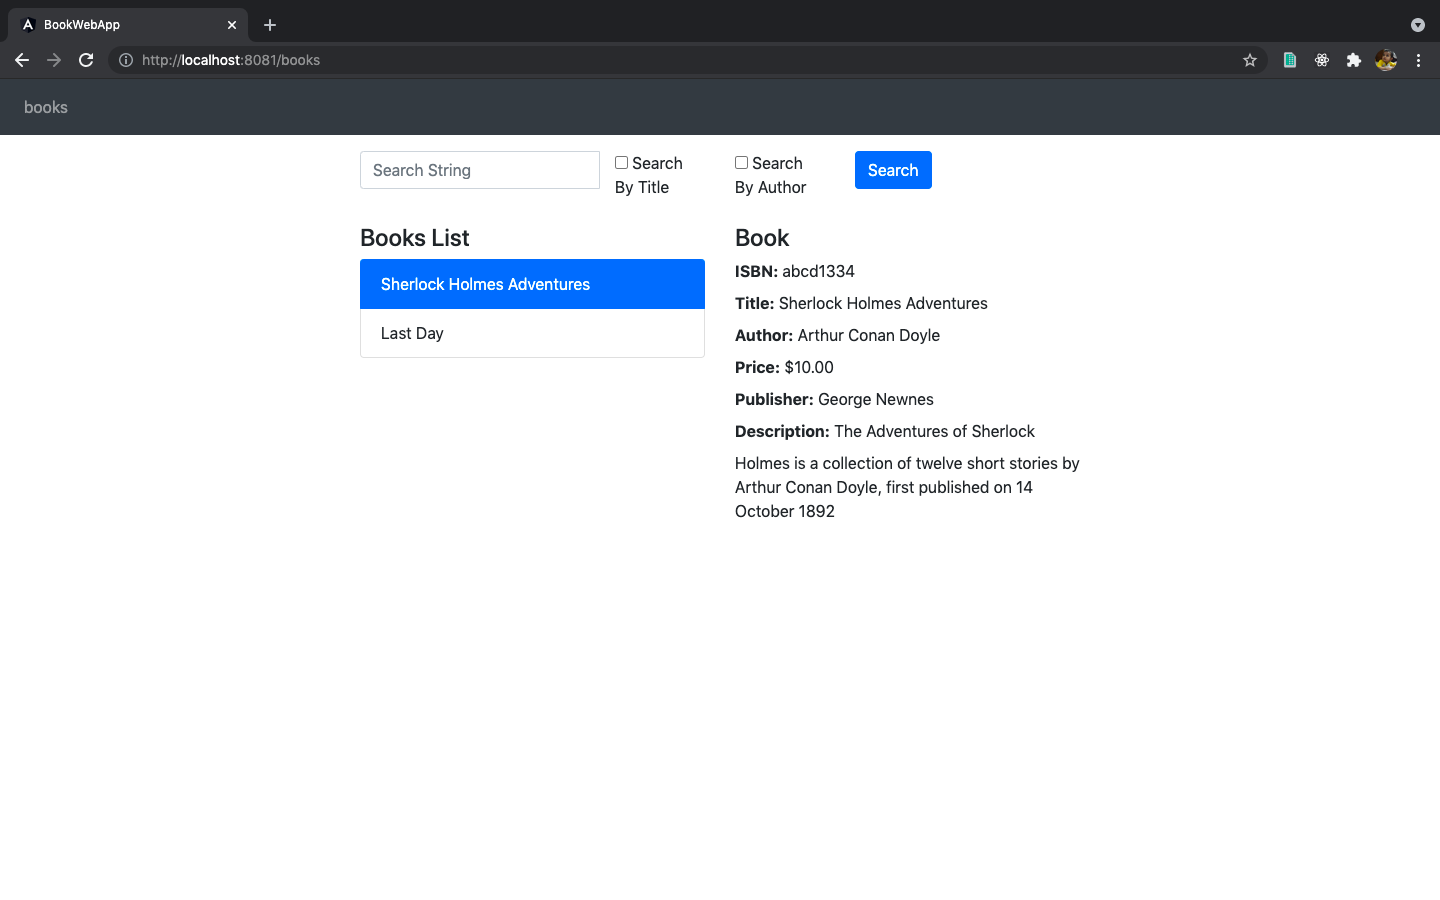 BookWebApp
http://localhost:8081/books
books
Search String
Search
By Title
Search
By Author
Search
Books List
Sherlock Holmes Adventures
Last Day
Book
ISBN: abcd1334
Title: Sherlock Holmes Adventures
Author: Arthur Conan Doyle
Price: $10.00
Publisher: George Newnes
Description: The Adventures of Sherlock
Holmes is a collection of twelve short stories by
Arthur Conan Doyle, first published on 14
October 1892